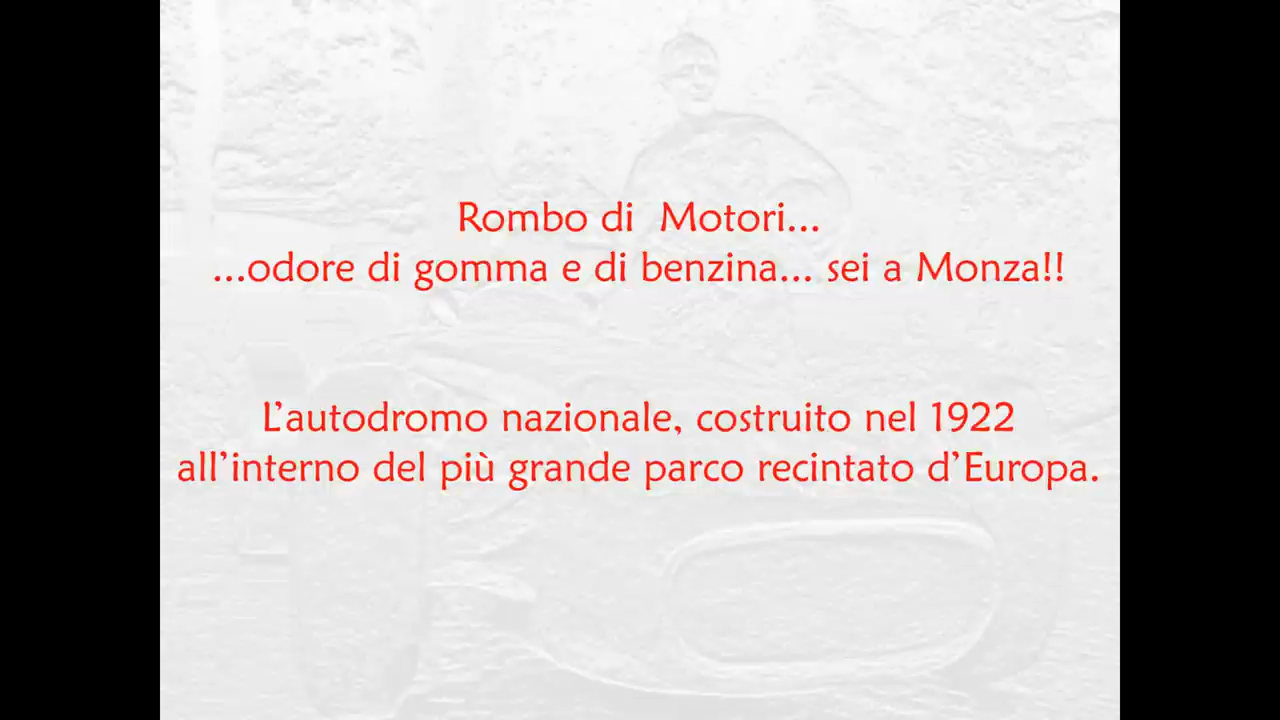 Rombo di  Motori...
...odore di gomma e di benzina... sei a Monza!!
L'autodromo nazionale, costruito nel 1922
all'interno del più grande parco recintato d'Europa.